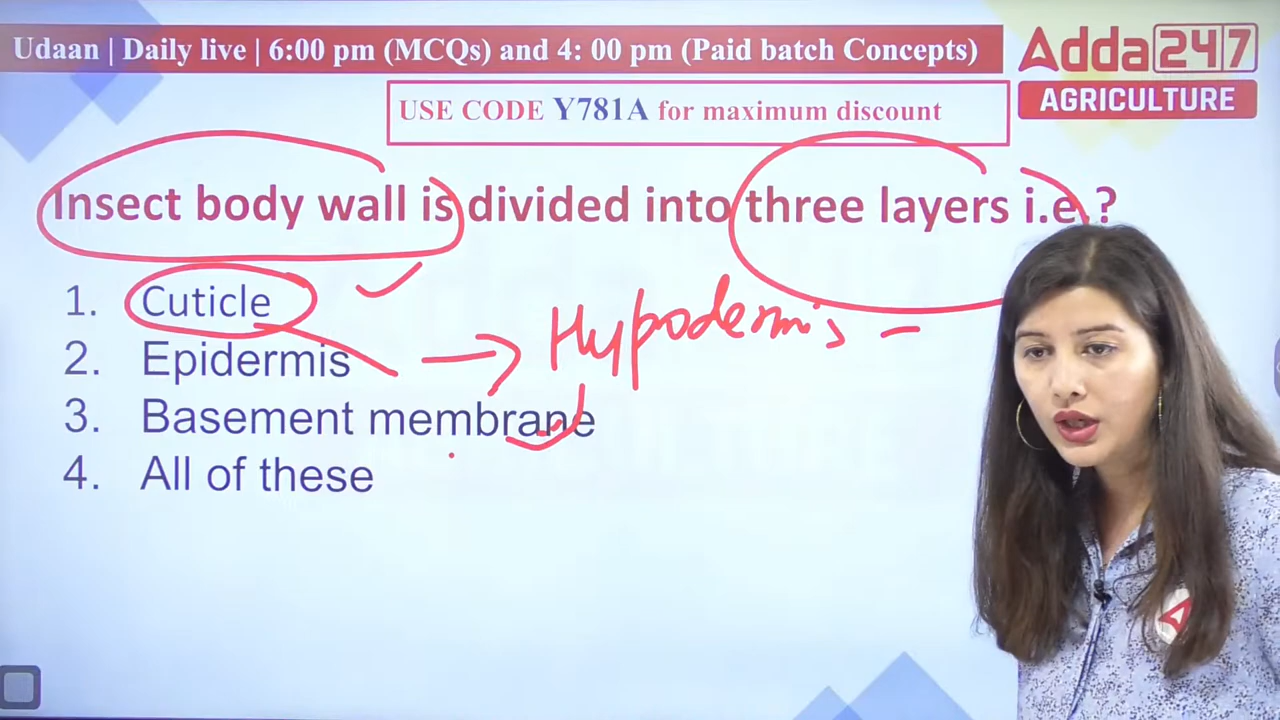 Udaan | Daily live | 6:00 pm (MCQs) and 4: 00 pm (Paid batch Concepts)
Adda247
AGRICULTURE
USE CODE Y781A for maximum discount
Insect body wall is divided into three layers i.e.?
1. Cuticle
2. Epidermis → Hypodermis -
3. Basement membrane
4. All of these